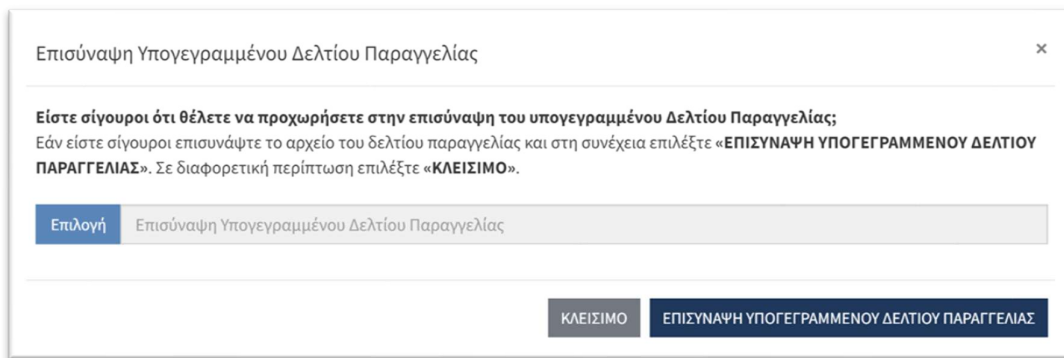 Επισύναψη Υπογεγραμμένου Δελτίου Παραγγελίας
×
Είστε σίγουροι ότι θέλετε να προχωρήσετε στην επισύναψη του υπογεγραμμένου Δελτίου Παραγγελίας;
Εάν είστε σίγουροι επισυνάψτε το αρχείο του δελτίου παραγγελίας και στη συνέχεια επιλέξτε «ΕΠΙΣΥΝΑΨΗ ΥΠΟΓΕΓΡΑΜΜΕΝΟΥ ΔΕΛΤΙΟΥ
ΠΑΡΑΓΓΕΛΙΑΣ». Σε διαφορετική περίπτωση επιλέξτε «ΚΛΕΙΣΙΜΟ».
Επιλογή Επισύναψη Υπογεγραμμένου Δελτίου Παραγγελίας
ΚΛΕΙΣΙΜΟ ΕΠΙΣΥΝΑΨΗ ΥΠΟΓΕΓΡΑΜΜΕΝΟΥ ΔΕΛΤΙΟΥ ΠΑΡΑΓΓΕΛΙΑΣ